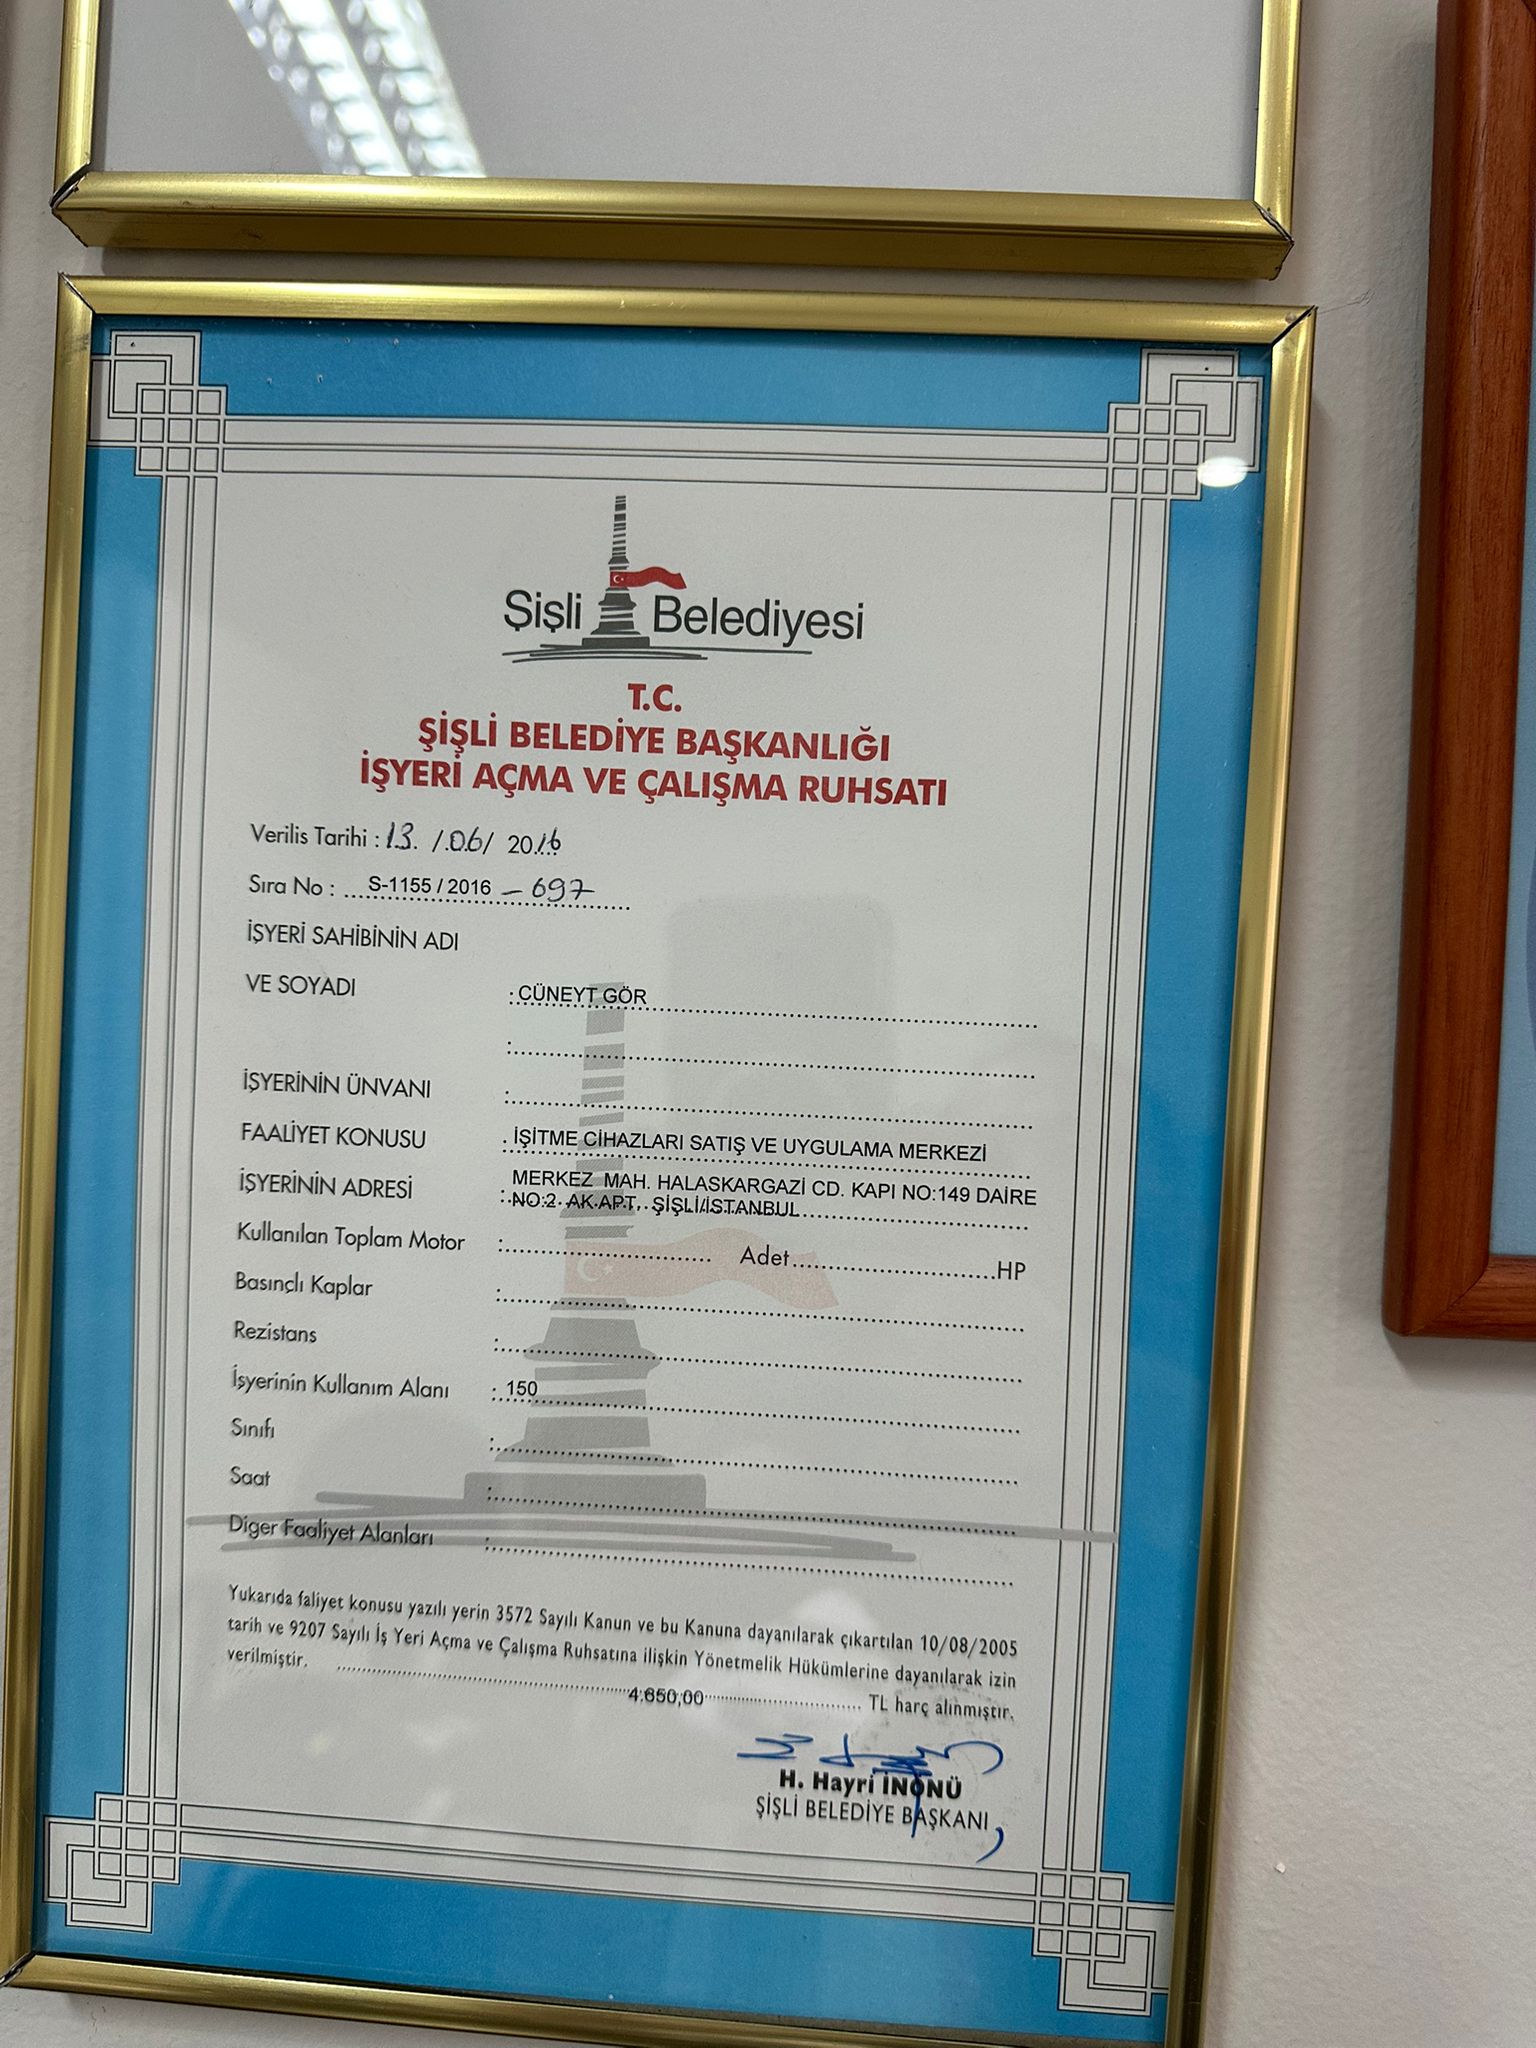 Şişli Belediyesi
T.C.
ŞİŞLİ BELEDİYE BAŞKANLIĞI
İŞYERİ AÇMA VE ÇALIŞMA RUHSATI
Verilis Tarihi : 13. /.06/ 20.16
Sıra No : S-1155 / 2016 – 697
İŞYERİ SAHİBİNİN ADI
VE SOYADI : CÜNEYT GÖR
:
İŞYERİNİN ÜNVANI :
FAALİYET KONUSU : İŞİTME CİHAZLARI SATIŞ VE UYGULAMA MERKEZİ
İŞYERİNİN ADRESİ : MERKEZ MAH. HALASKARGAZİ CD. KAPI NO:149 DAİRE
NO:2 AK APT, ŞİŞLİ/İSTANBUL
Kullanılan Toplam Motor : Adet HP
Basınçlı Kaplar :
Rezistans :
İşyerinin Kullanım Alanı : 150
Sınıfı :
Saat :
Diger Faaliyet Alanları :
Yukarıda faliyet konusu yazılı yerin 3572 Sayılı Kanun ve bu Kanuna dayanılarak çıkartılan 10/08/2005
tarih ve 9207 Sayılı İş Yeri Açma ve Çalışma Ruhsatına ilişkin Yönetmelik Hükümlerine dayanılarak izin
verilmiştir. 4.650,00 TL harç alınmıştır.
H. Hayri İNÖNÜ
ŞİŞLİ BELEDİYE BAŞKANI